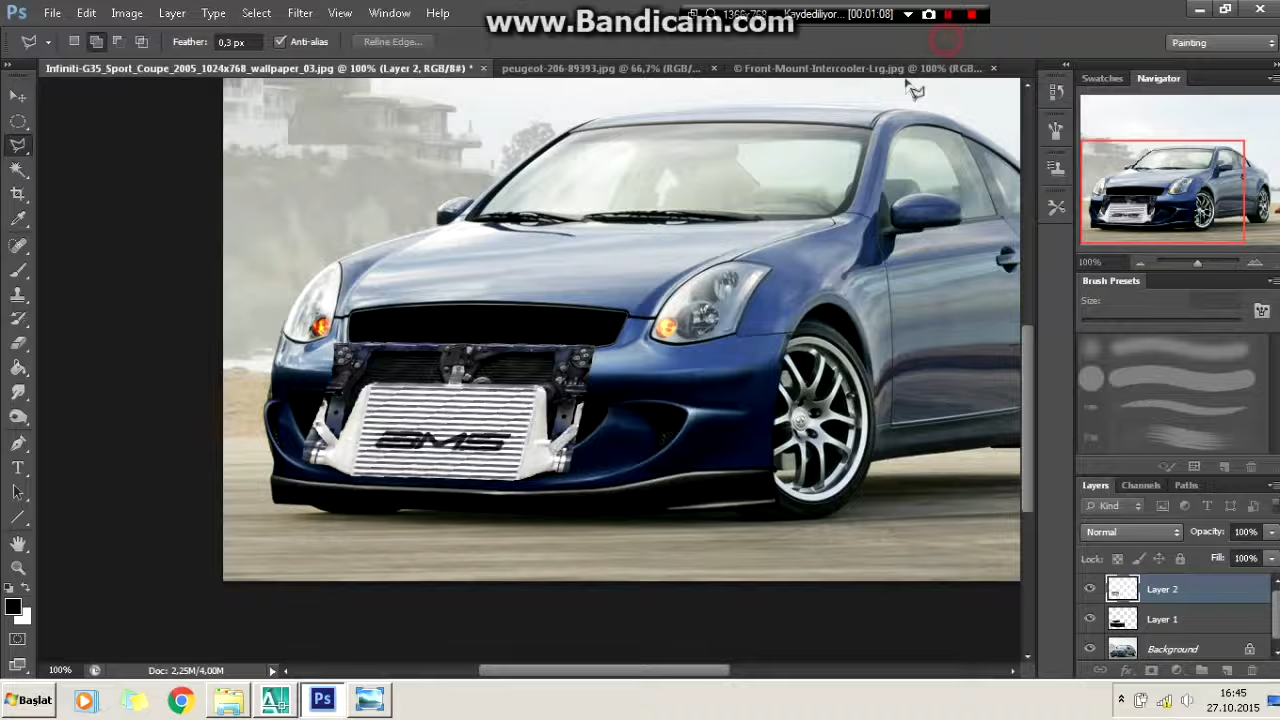 Ps File Edit Image Layer Type Select Filter View Window Help
www.Bandicam.com
1366x768 Kaydediliyor... [00:01:08]
Feather: 0,3 px Anti-alias Refine Edge... Painting
Infiniti-G35_Sport_Coupe_2005_1024x768_wallpaper_03.jpg @ 100% (Layer 2, RGB/8#) * × peugeot-206-89393.jpg @ 66,7% (RGB/... × © Front-Mount-Intercooler-Lrg.jpg @ 100% (RGB... ×
Swatches Navigator
100%
Brush Presets
Size:
BMS
Layers Channels Paths
Kind
Normal Opacity: 100%
Lock: Fill: 100%
Layer 2
Layer 1
Background
100% Doc: 2,25M/4,00M
Başlat Ps
16:45
27.10.2015